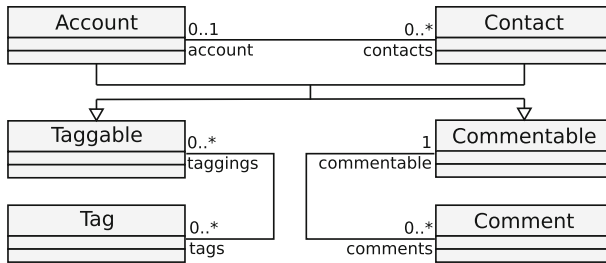 Account
0..1
account
0..*
contacts
Contact
Taggable
0..*
taggings
1
commentable
Commentable
Tag
0..*
tags
0..*
comments
Comment